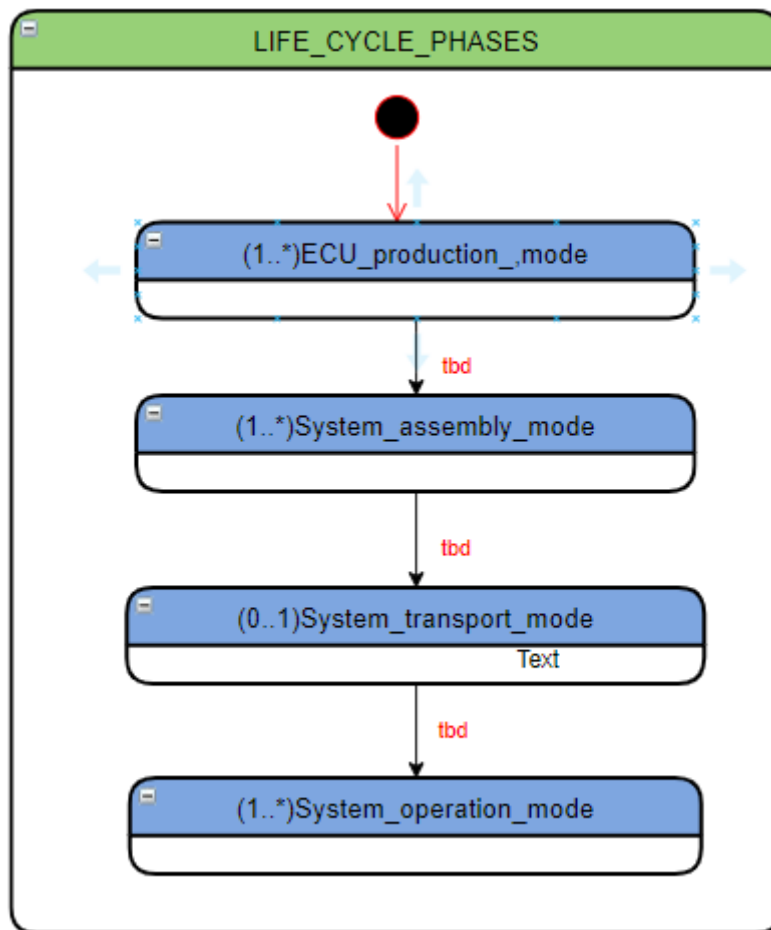 LIFE_CYCLE_PHASES
(1..*)ECU_production_,mode
tbd
(1..*)System_assembly_mode
tbd
(0..1)System_transport_mode
Text
tbd
(1..*)System_operation_mode